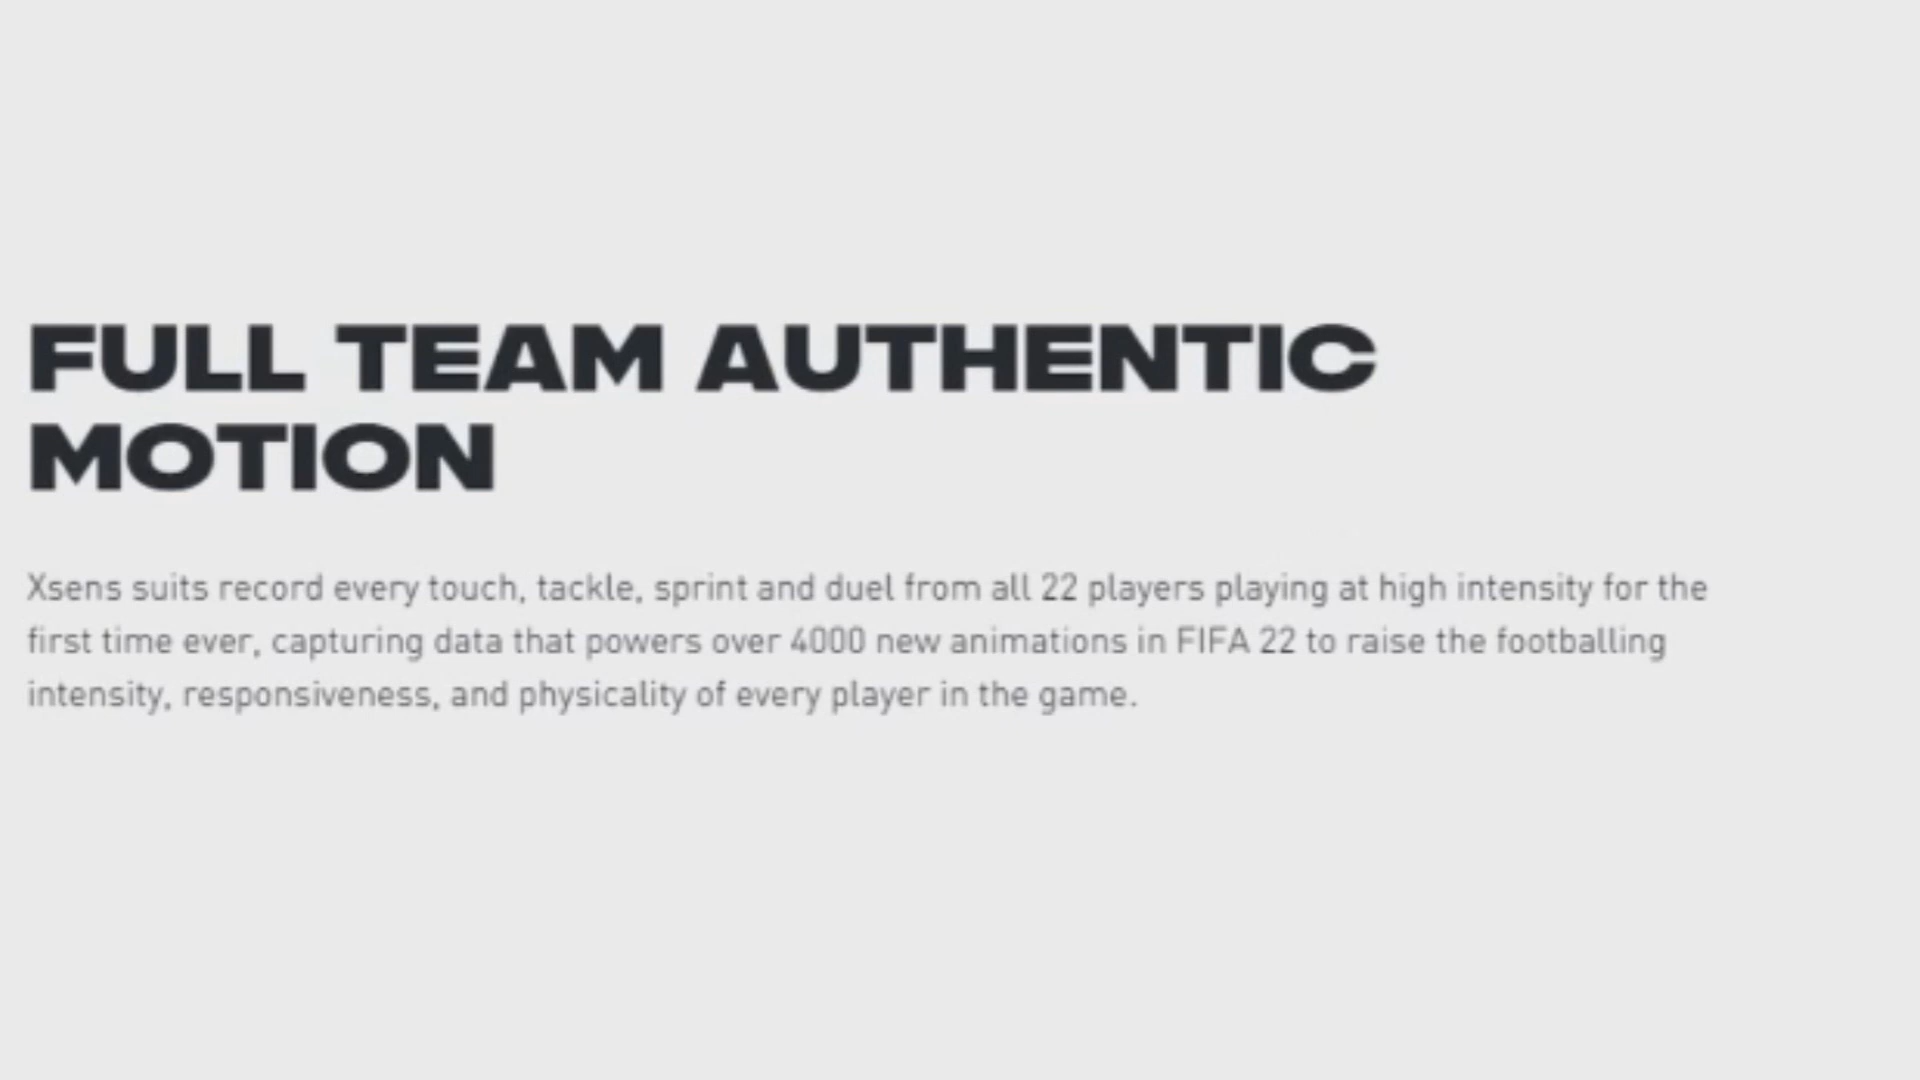 FULL TEAM AUTHENTIC
MOTION
Xsens suits record every touch, tackle, sprint and duel from all 22 players playing at high intensity for the
first time ever, capturing data that powers over 4000 new animations in FIFA 22 to raise the footballing
intensity, responsiveness, and physicality of every player in the game.